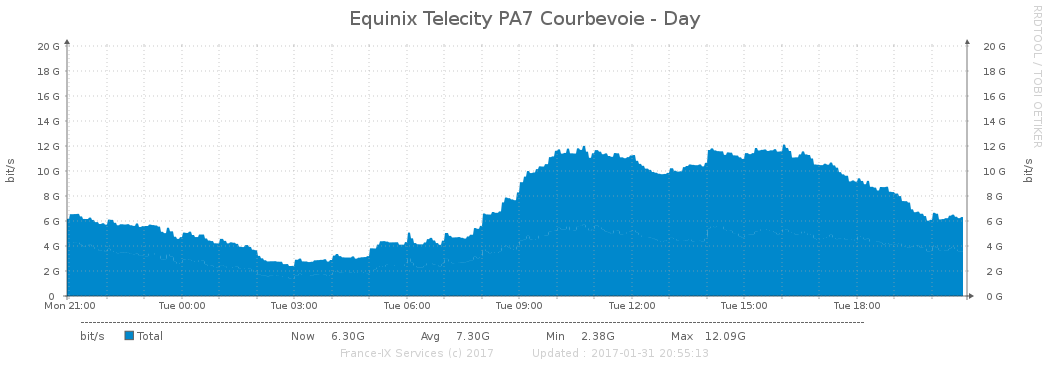 Equinix Telecity PA7 Courbevoie - Day
RRDTOOL / TOBI OETIKER
bit/s
20 G 20 G
18 G 18 G
16 G 16 G
14 G 14 G
12 G 12 G
10 G 10 G
8 G 8 G
6 G 6 G
4 G 4 G
2 G 2 G
0 0 G
bit/s
Mon 21:00 Tue 00:00 Tue 03:00 Tue 06:00 Tue 09:00 Tue 12:00 Tue 15:00 Tue 18:00
bit/s Total Now 6.30G Avg 7.30G Min 2.38G Max 12.09G
France-IX Services (c) 2017 Updated : 2017-01-31 20:55:13